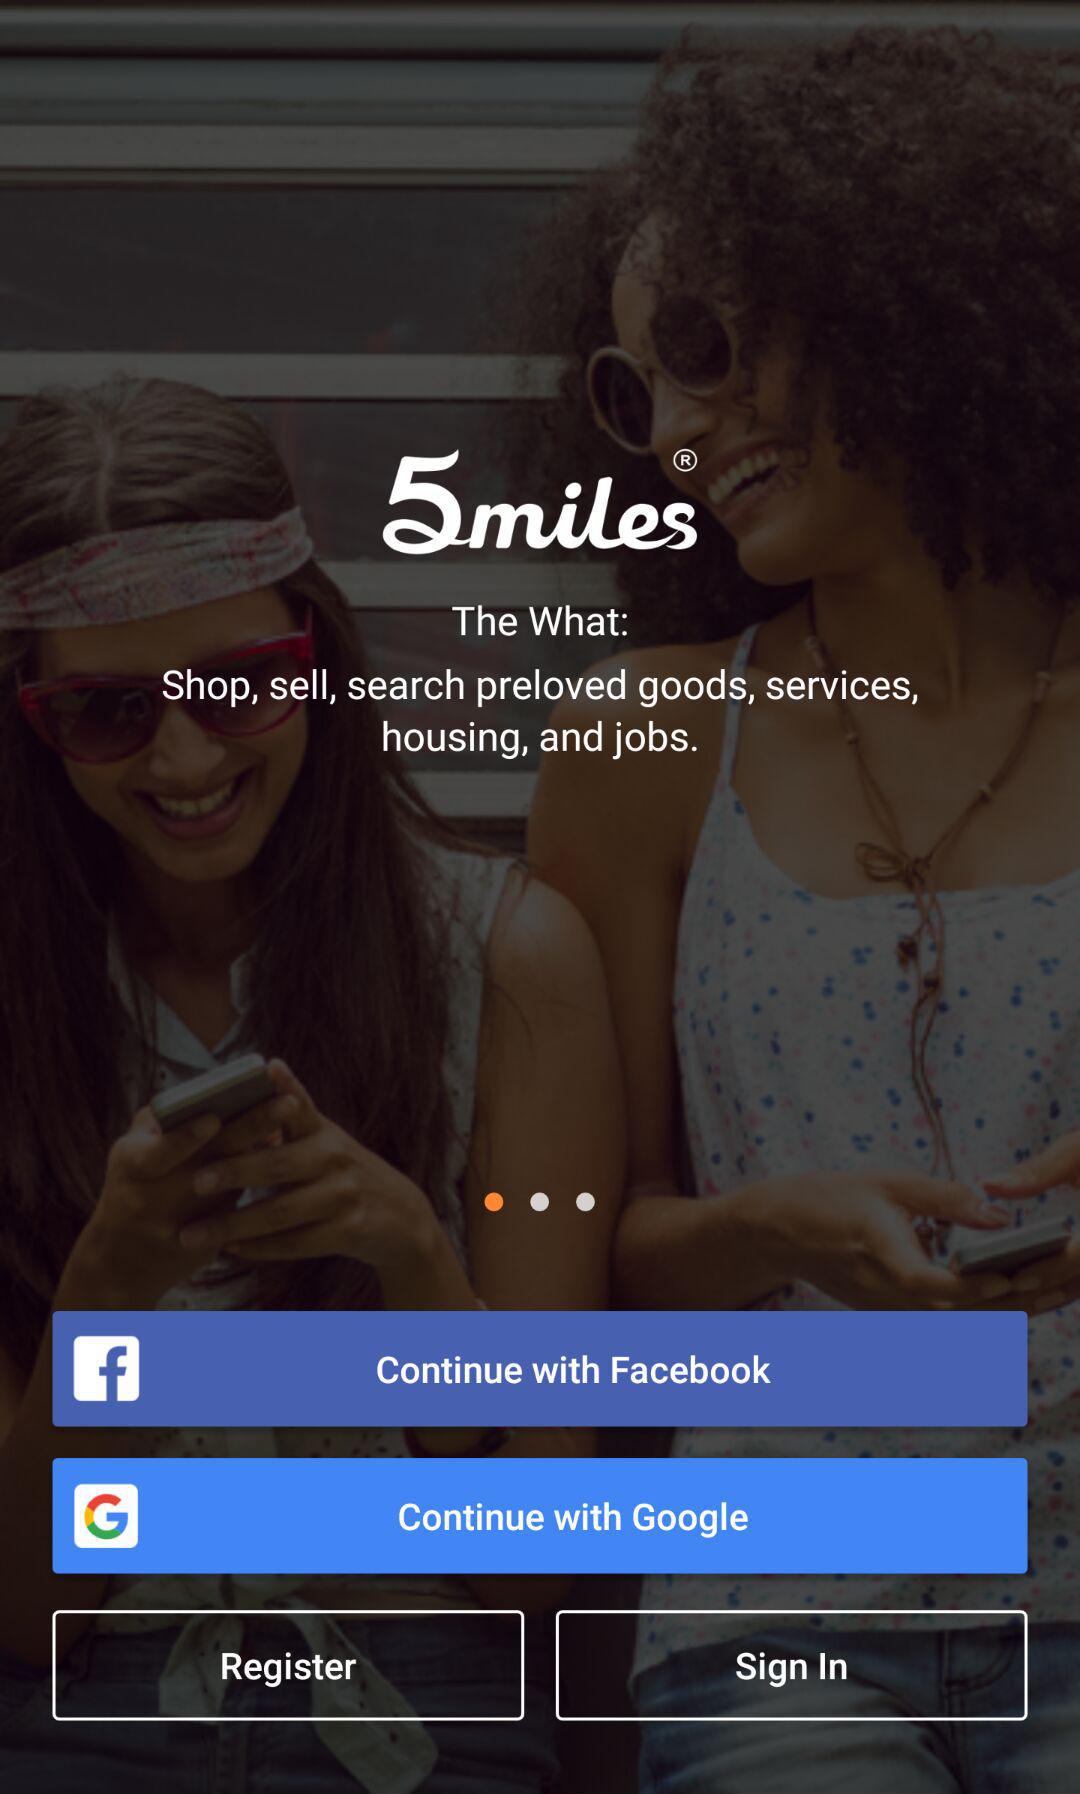 5miles®
The What:
Shop, sell, search preloved goods, services,
housing, and jobs.
Continue with Facebook
Continue with Google
Register
Sign In